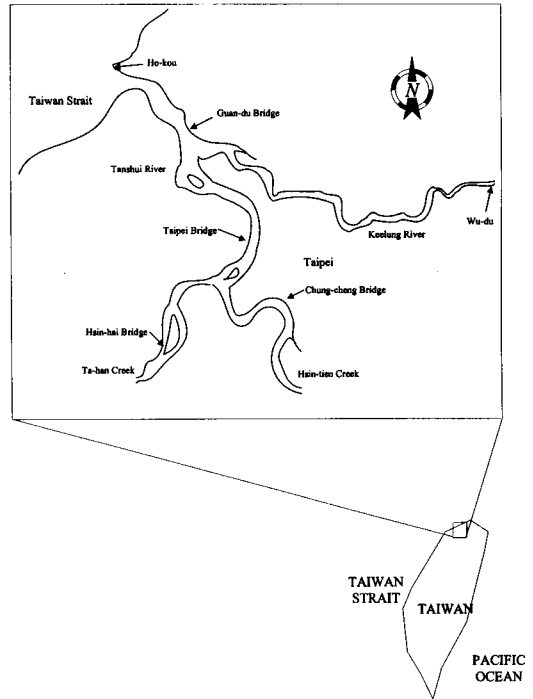 Ho-kou
Taiwan Strait
N
Guan-du Bridge
Tanshui River
Wu-du
Taipei Bridge
Keelung River
Taipei
Chung-cheng Bridge
Hsin-hai Bridge
Ta-han Creek
Hsin-tien Creek
TAIWAN
STRAIT
TAIWAN
PACIFIC
OCEAN